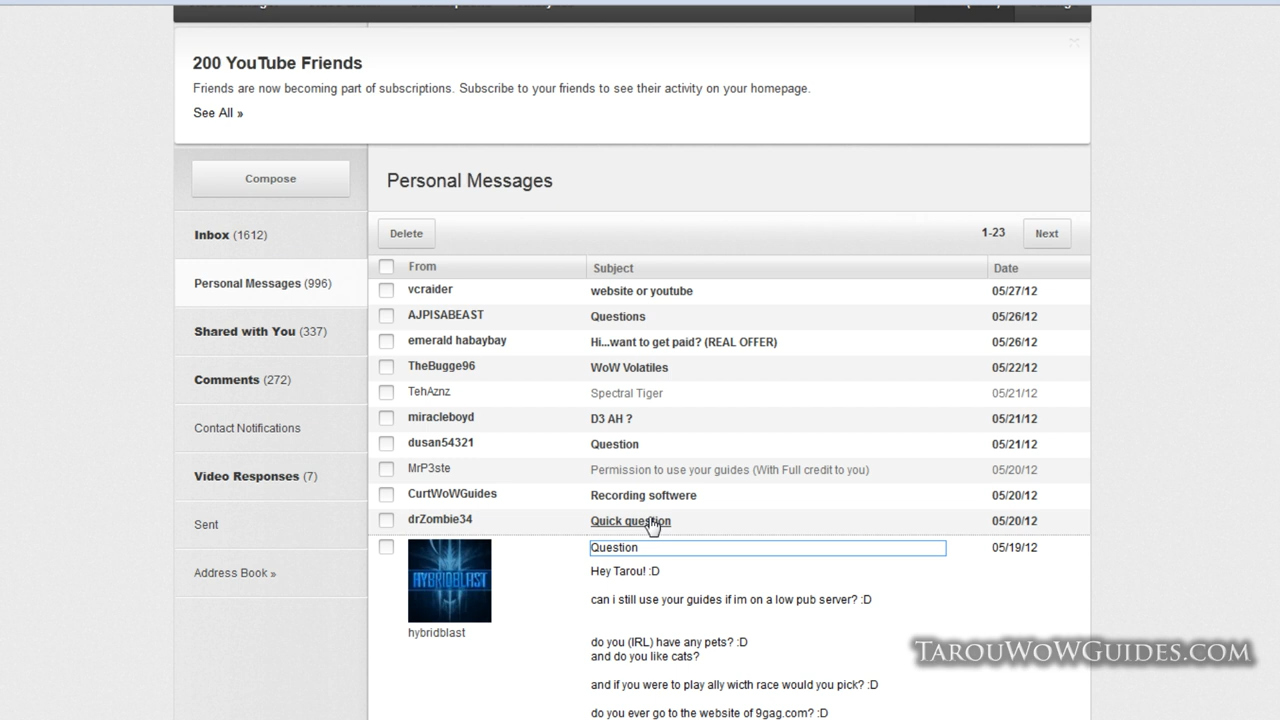 200 YouTube Friends
Friends are now becoming part of subscriptions. Subscribe to your friends to see their activity on your homepage.
See All »
Compose
Personal Messages
Inbox (1612)
Delete
1-23
Next
From
Subject
Date
Personal Messages (996)
vcraider
website or youtube
05/27/12
AJPISABEAST
Questions
05/26/12
Shared with You (337)
emerald habaybay
Hi...want to get paid? (REAL OFFER)
05/26/12
TheBugge96
WoW Volatiles
05/22/12
Comments (272)
TehAznz
Spectral Tiger
05/21/12
miracleboyd
D3 AH ?
05/21/12
Contact Notifications
dusan54321
Question
05/21/12
MrP3ste
Permission to use your guides (With Full credit to you)
05/20/12
Video Responses (7)
CurtWoWGuides
Recording softwere
05/20/12
Sent
drZombie34
Quick question
05/20/12
Question
05/19/12
Address Book »
HYBRIDBLAST
hybridblast
Hey Tarou! :D
can i still use your guides if im on a low pub server? :D
do you (IRL) have any pets? :D
and do you like cats?
and if you were to play ally wicth race would you pick? :D
do you ever go to the website of 9gag.com? :D
TarouWoWGuides.com